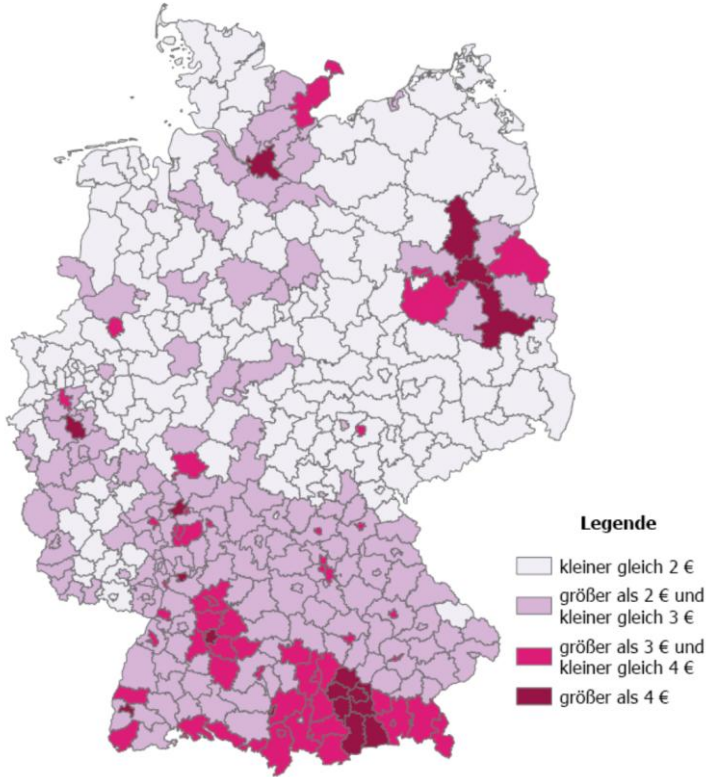 Legende
kleiner gleich 2 €
größer als 2 € und
kleiner gleich 3 €
größer als 3 € und
kleiner gleich 4 €
größer als 4 €